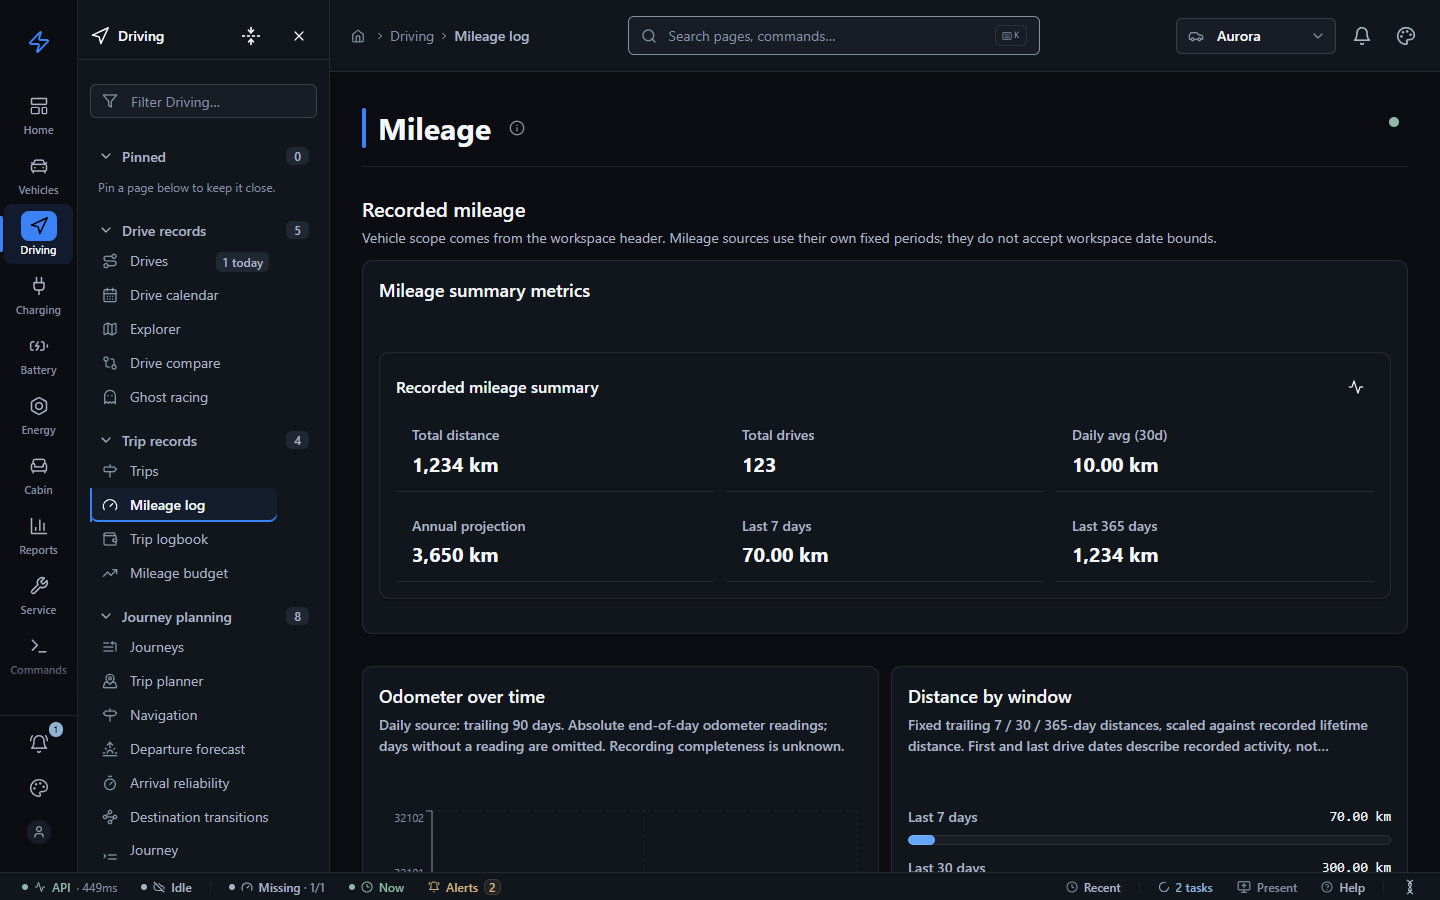 Home
Vehicles
Driving
Charging
Battery
Energy
Cabin
Reports
Service
Commands
1
Driving
Filter Driving...
Pinned 0
Pin a page below to keep it close.
Drive records 5
Drives 1 today
Drive calendar
Explorer
Drive compare
Ghost racing
Trip records 4
Trips
Mileage log
Trip logbook
Mileage budget
Journey planning 8
Journeys
Trip planner
Navigation
Departure forecast
Arrival reliability
Destination transitions
Journey
Driving > Mileage log
Search pages, commands... K
Aurora
Mileage
Recorded mileage
Vehicle scope comes from the workspace header. Mileage sources use their own fixed periods; they do not accept workspace date bounds.
Mileage summary metrics
Recorded mileage summary
Total distance
1,234 km
Total drives
123
Daily avg (30d)
10.00 km
Annual projection
3,650 km
Last 7 days
70.00 km
Last 365 days
1,234 km
Odometer over time
Daily source: trailing 90 days. Absolute end-of-day odometer readings;
days without a reading are omitted. Recording completeness is unknown.
32102
32101
Distance by window
Fixed trailing 7 / 30 / 365-day distances, scaled against recorded lifetime
distance. First and last drive dates describe recorded activity, not...
Last 7 days 70.00 km
Last 30 days 300.00 km
API · 449ms
Idle
Missing · 1/1
Now
Alerts 2
Recent
2 tasks
Present
Help